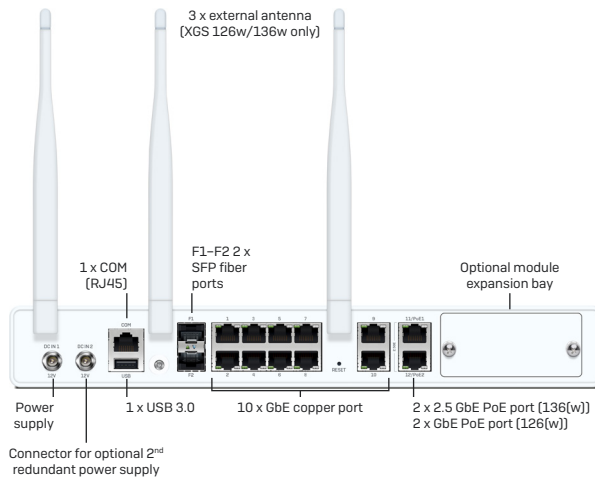 3 x external antenna
(XGS 126w/136w only)
1 x COM
(RJ45)
F1–F2 2 x
SFP fiber
ports
Optional module
expansion bay
COM
F1
1
3
5
7
9
11/PoE1
DC IN 1
DC IN 2
12V
12V
USB
F2
2
4
6
8
RESET
10
12/PoE2
Power
supply
1 x USB 3.0
10 x GbE copper port
2 x 2.5 GbE PoE port (136(w))
2 x GbE PoE port (126(w))
Connector for optional 2nd
redundant power supply